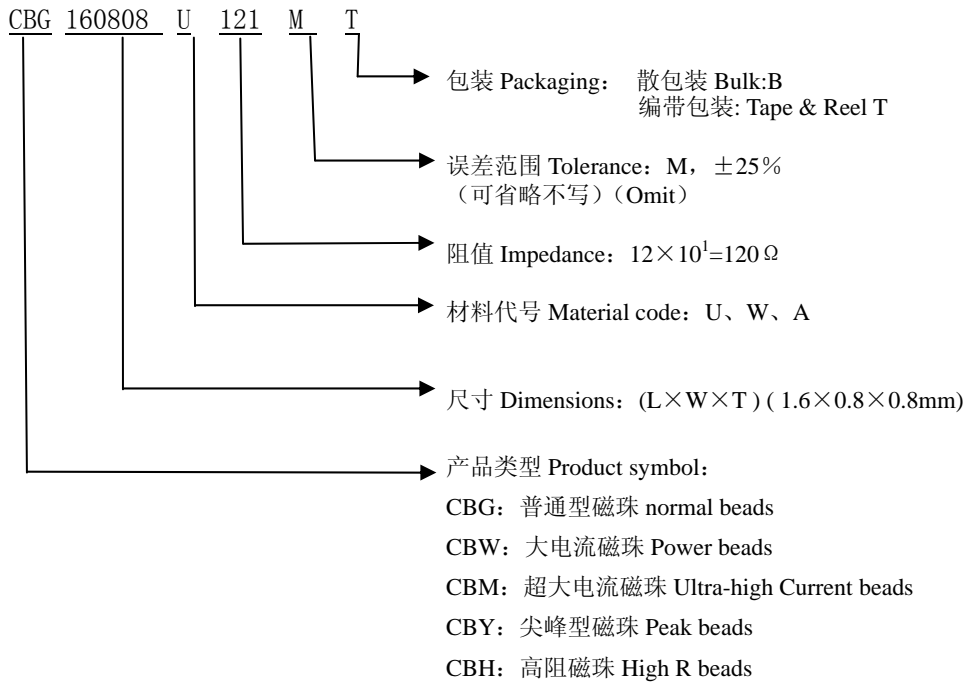 CBG 160808 U 121 M T
包装 Packaging： 散包装 Bulk:B
编带包装: Tape & Reel T
误差范围 Tolerance：M，±25％
（可省略不写）（Omit）
阻值 Impedance：12×10¹=120Ω
材料代号 Material code：U、W、A
尺寸 Dimensions：(L×W×T ) ( 1.6×0.8×0.8mm)
产品类型 Product symbol：
CBG：普通型磁珠 normal beads
CBW：大电流磁珠 Power beads
CBM：超大电流磁珠 Ultra-high Current beads
CBY：尖峰型磁珠 Peak beads
CBH：高阻磁珠 High R beads